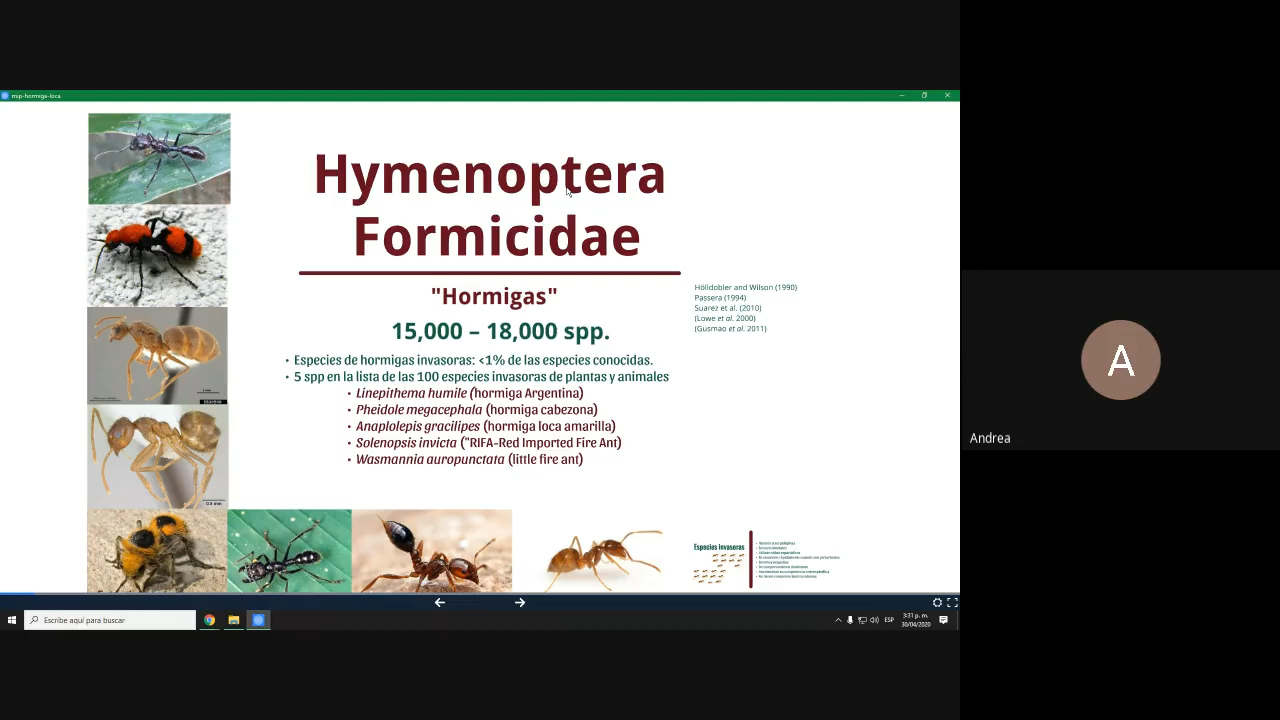 mip-hormiga-loca
Hymenoptera
Formicidae
"Hormigas"
15,000 – 18,000 spp.
• Especies de hormigas invasoras: <1% de las especies conocidas.
• 5 spp en la lista de las 100 especies invasoras de plantas y animales
• Linepithema humile (hormiga Argentina)
• Pheidole megacephala (hormiga cabezona)
• Anaplolepis gracilipes (hormiga loca amarilla)
• Solenopsis invicta ("RIFA-Red Imported Fire Ant)
• Wasmannia auropunctata (little fire ant)
Hölldobler and Wilson (1990)
Passera (1994)
Suarez et al. (2010)
(Lowe et al. 2000)
(Gusmao et al. 2011)
0.5 mm
Especies invasoras
A
Andrea
Escribe aquí para buscar
ESP
3:31 p. m.
30/04/2020